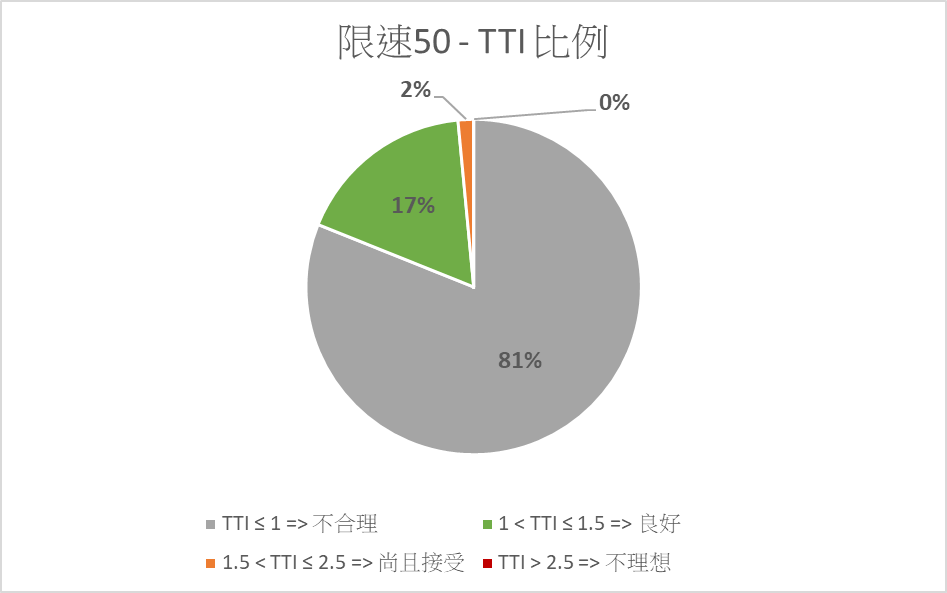 限速50 - TTI 比例
2%
0%
17%
81%
TTI ≤ 1 => 不合理
1 < TTI ≤ 1.5 => 良好
1.5 < TTI ≤ 2.5 => 尚且接受
TTI > 2.5 => 不理想